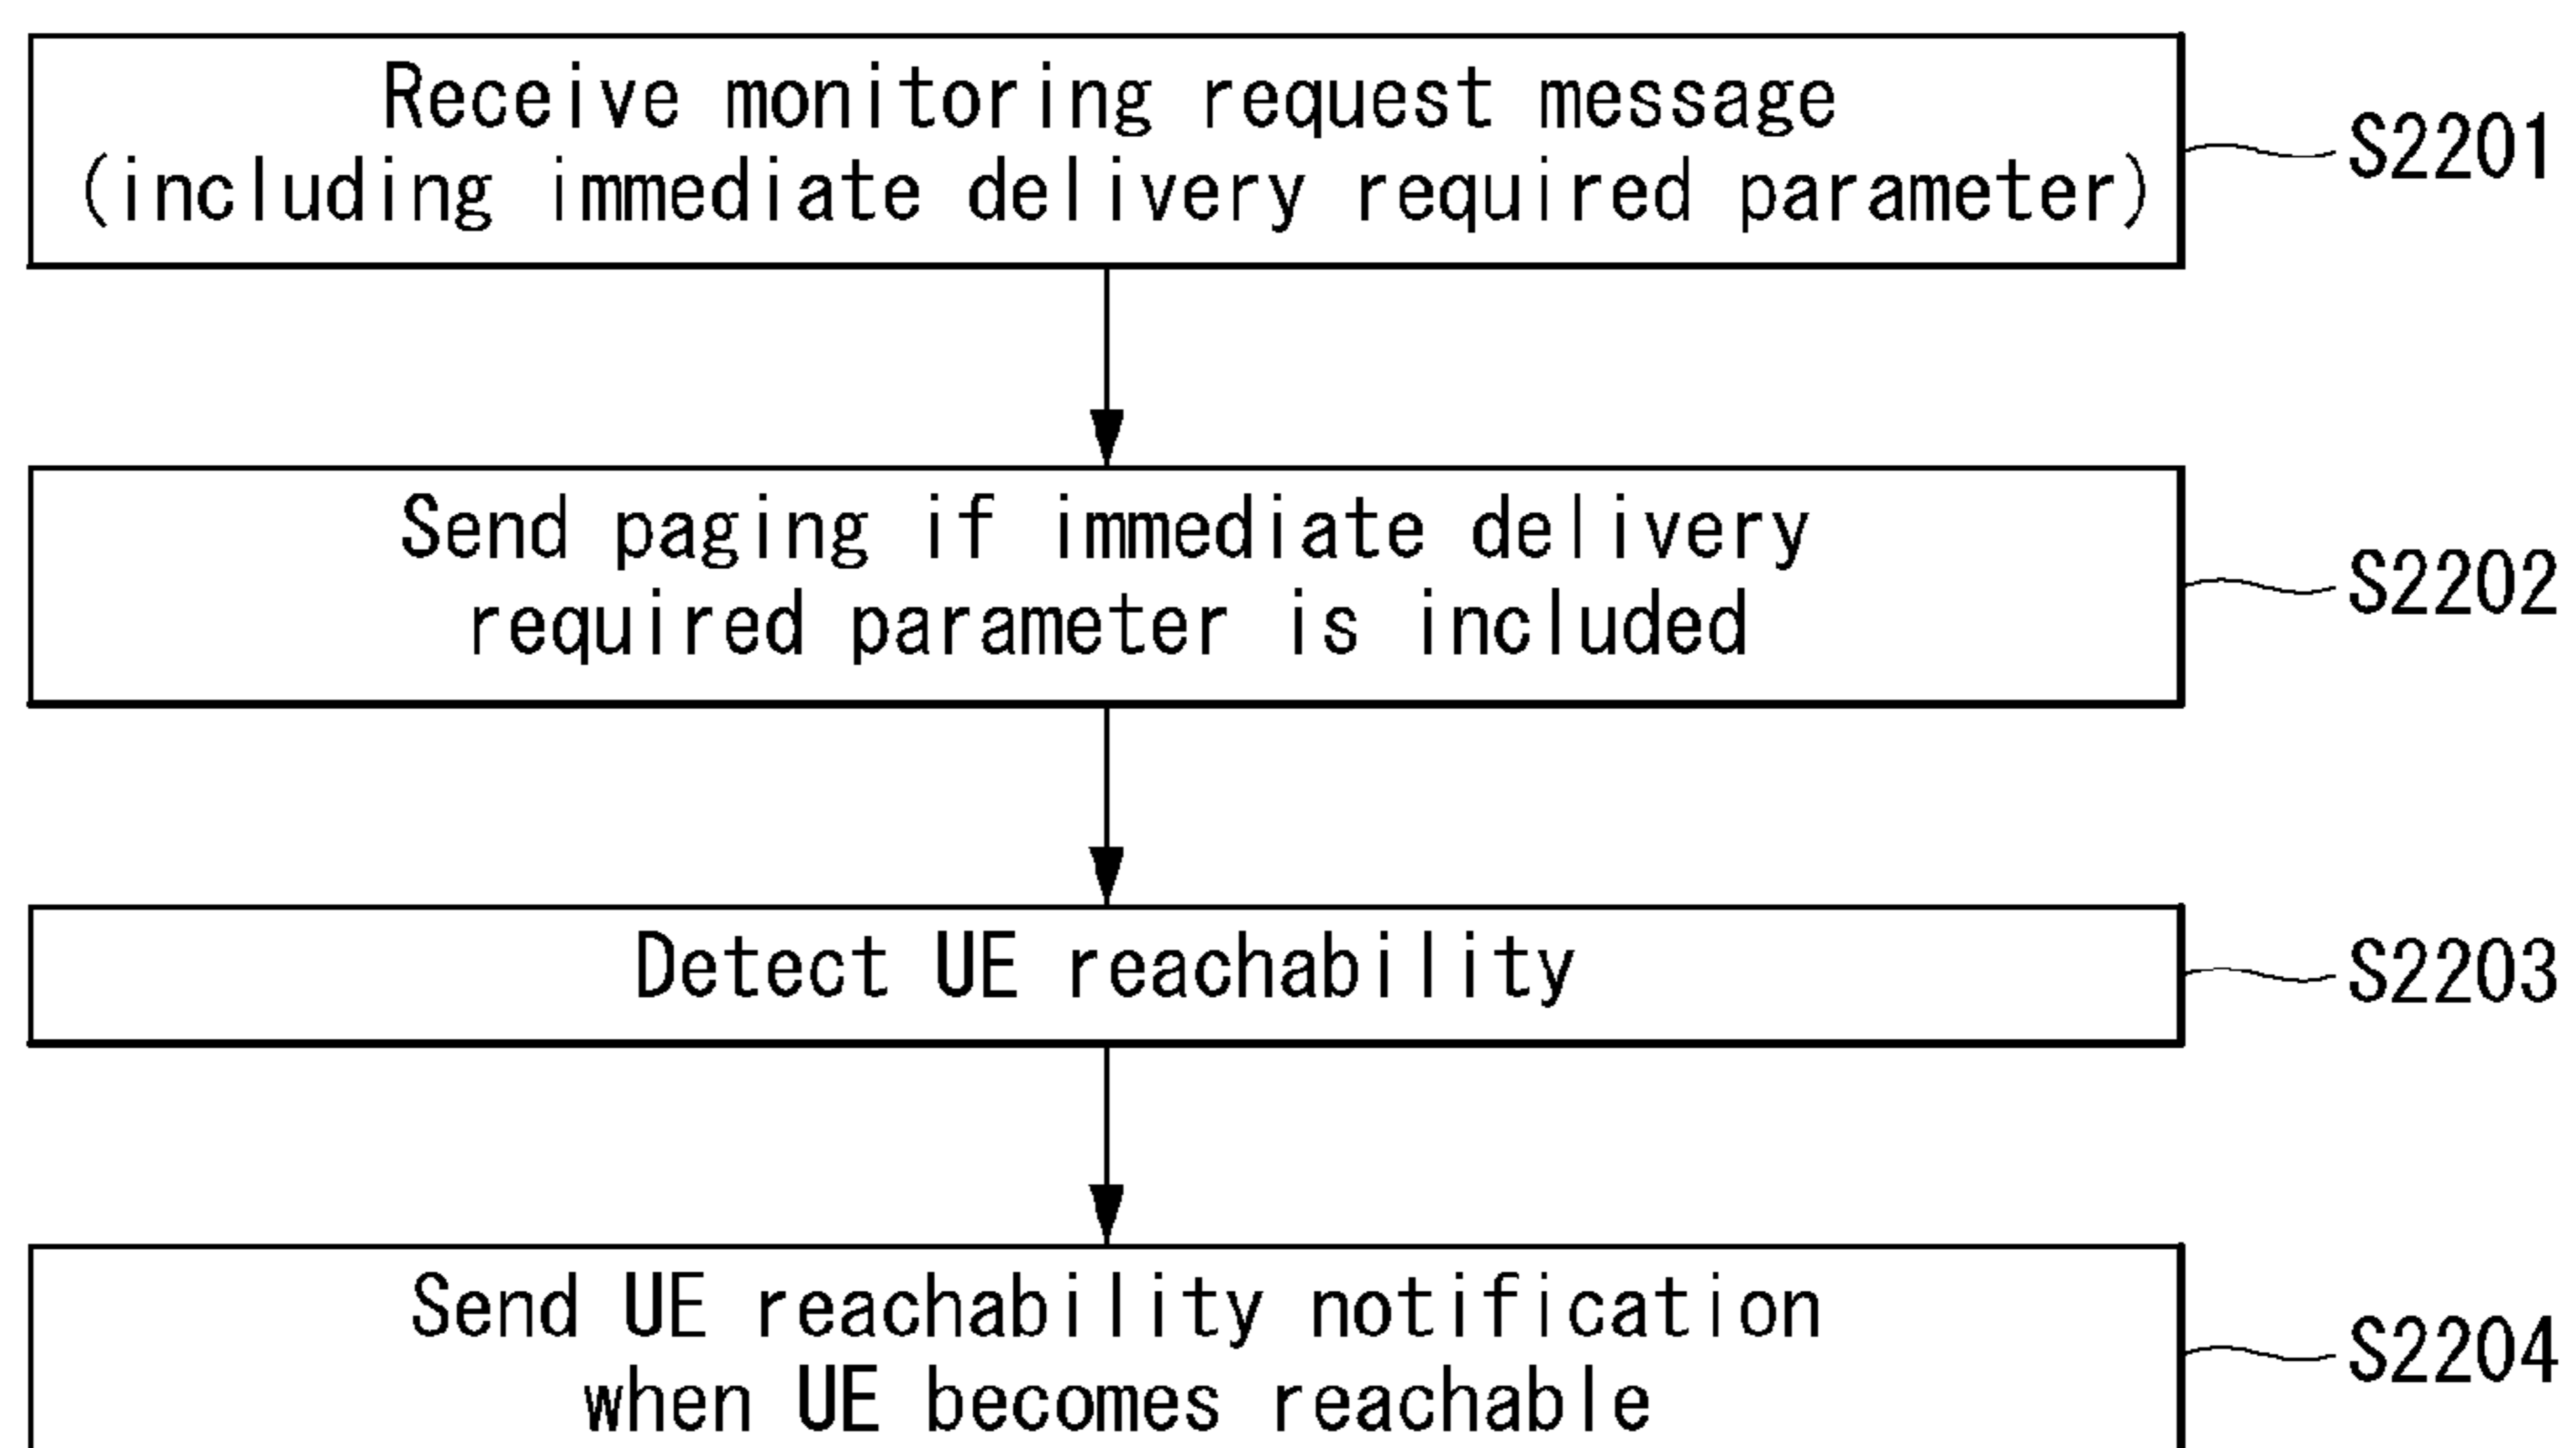 Receive monitoring request message
(including immediate delivery required parameter)
S2201
Send paging if immediate delivery
required parameter is included
S2202
Detect UE reachability
S2203
Send UE reachability notification
when UE becomes reachable
S2204